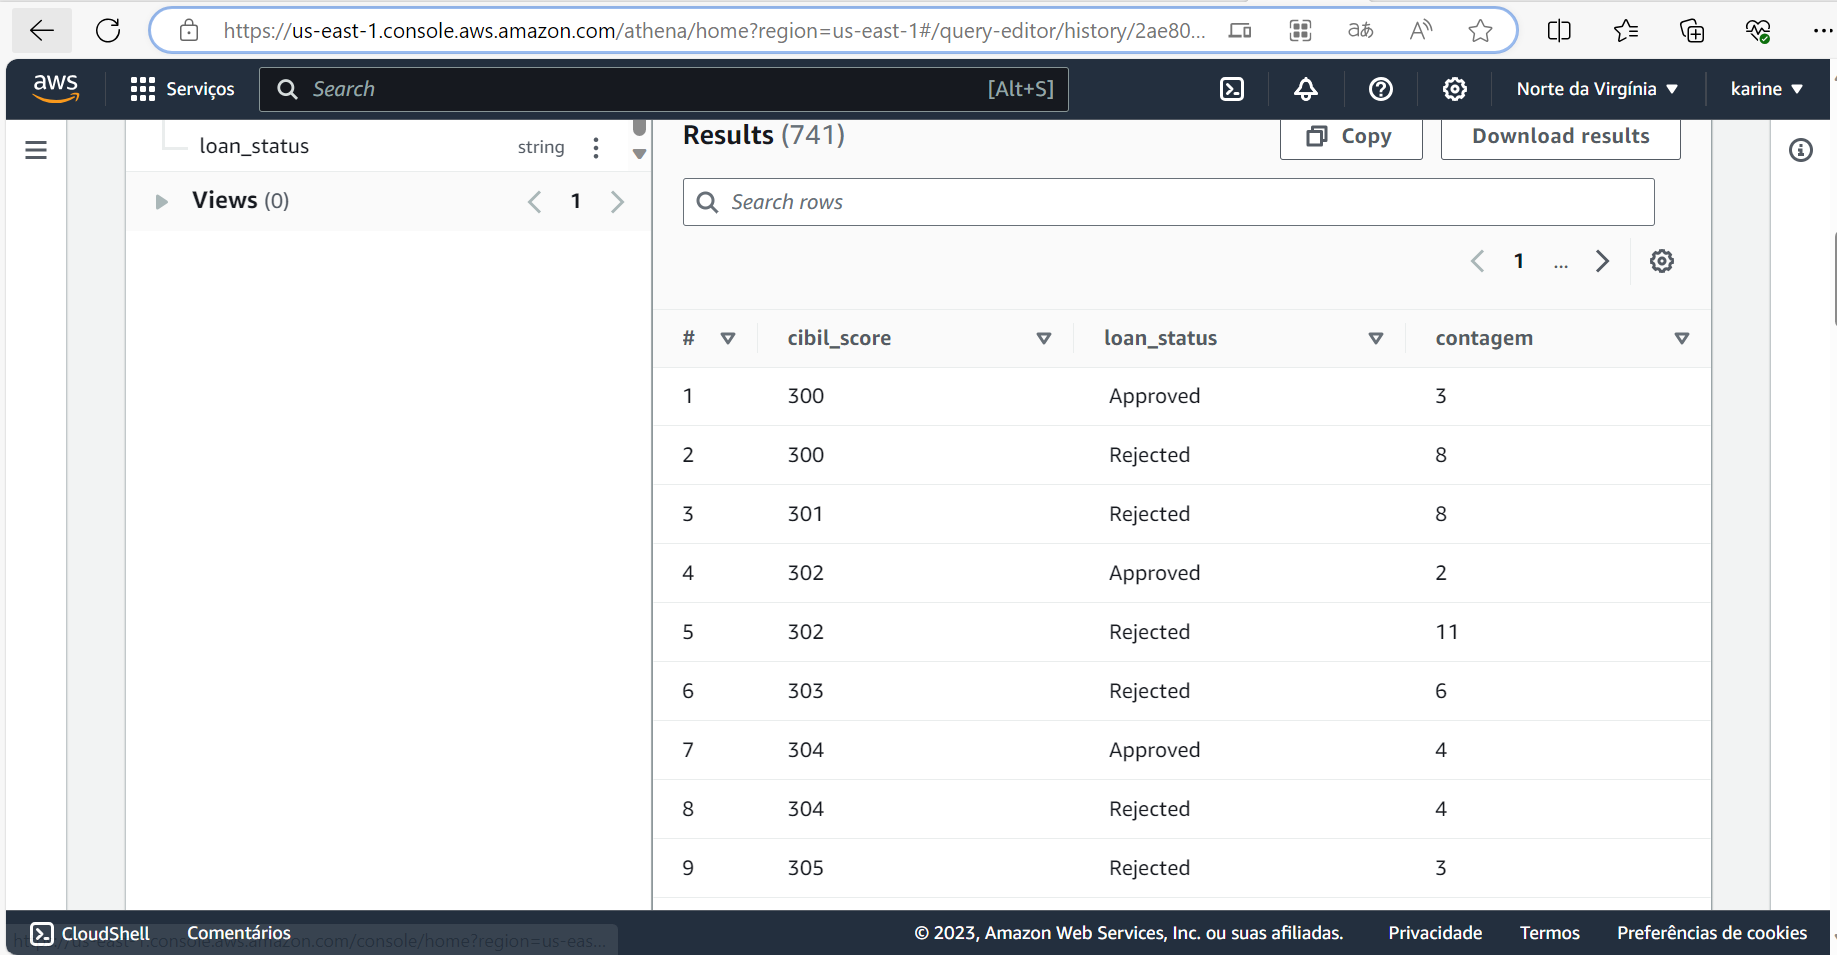 https://us-east-1.console.aws.amazon.com/athena/home?region=us-east-1#/query-editor/history/2ae80...
aws Serviços Search [Alt+S] Norte da Virgínia karine
loan_status string
Results (741) Copy Download results
Views (0) 1
Search rows
1 ...
# cibil_score loan_status contagem
1 300 Approved 3
2 300 Rejected 8
3 301 Rejected 8
4 302 Approved 2
5 302 Rejected 11
6 303 Rejected 6
7 304 Approved 4
8 304 Rejected 4
9 305 Rejected 3
CloudShell Comentários © 2023, Amazon Web Services, Inc. ou suas afiliadas. Privacidade Termos Preferências de cookies
https://us-east-1.console.aws.amazon.com/console/home?region=us-eas...